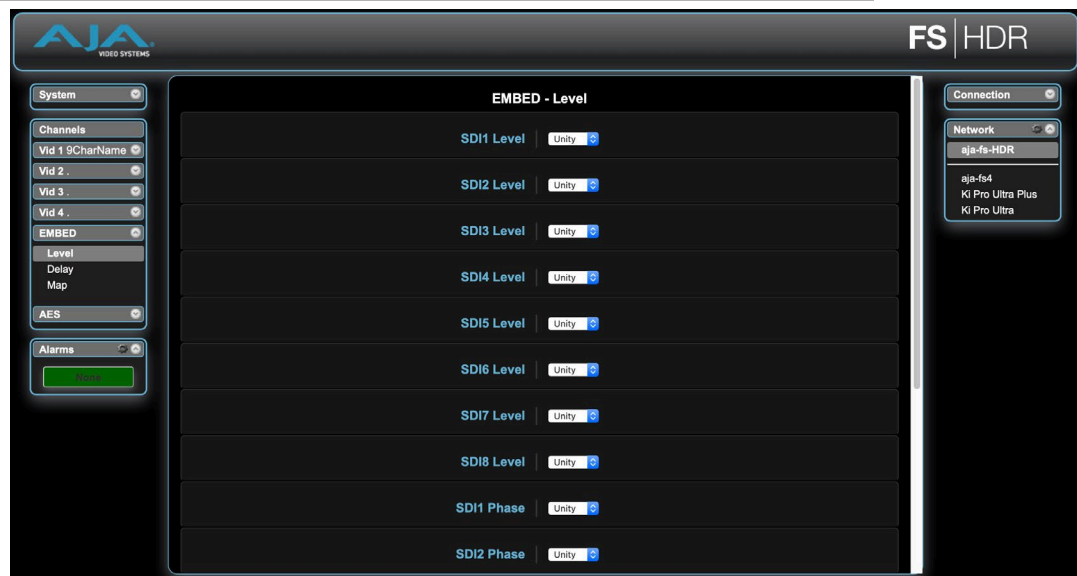 AJA
VIDEO SYSTEMS
FS HDR
System
Channels
Vid 1 9CharName
Vid 2 .
Vid 3 .
Vid 4 .
EMBED
Level
Delay
Map
AES
Alarms
None
EMBED - Level
SDI1 Level Unity
SDI2 Level Unity
SDI3 Level Unity
SDI4 Level Unity
SDI5 Level Unity
SDI6 Level Unity
SDI7 Level Unity
SDI8 Level Unity
SDI1 Phase Unity
SDI2 Phase Unity
Connection
Network
aja-fs-HDR
aja-fs4
Ki Pro Ultra Plus
Ki Pro Ultra